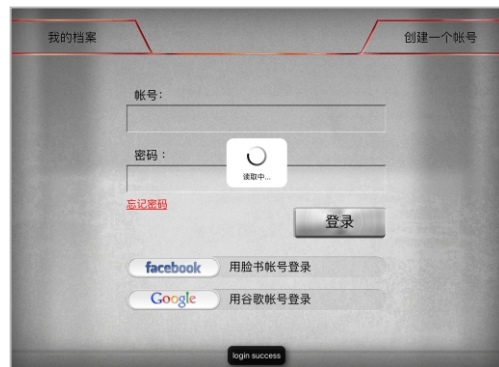 我的档案
创建一个帐号
帐号：
密码：
读取中...
忘记密码
登录
facebook 用脸书帐号登录
Google 用谷歌帐号登录
login success